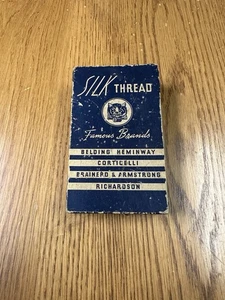 SILK THREAD
Famous Brands
BELDING HEMINWAY
CORTICELLI
BRAINERD & ARMSTRONG
RICHARDSON